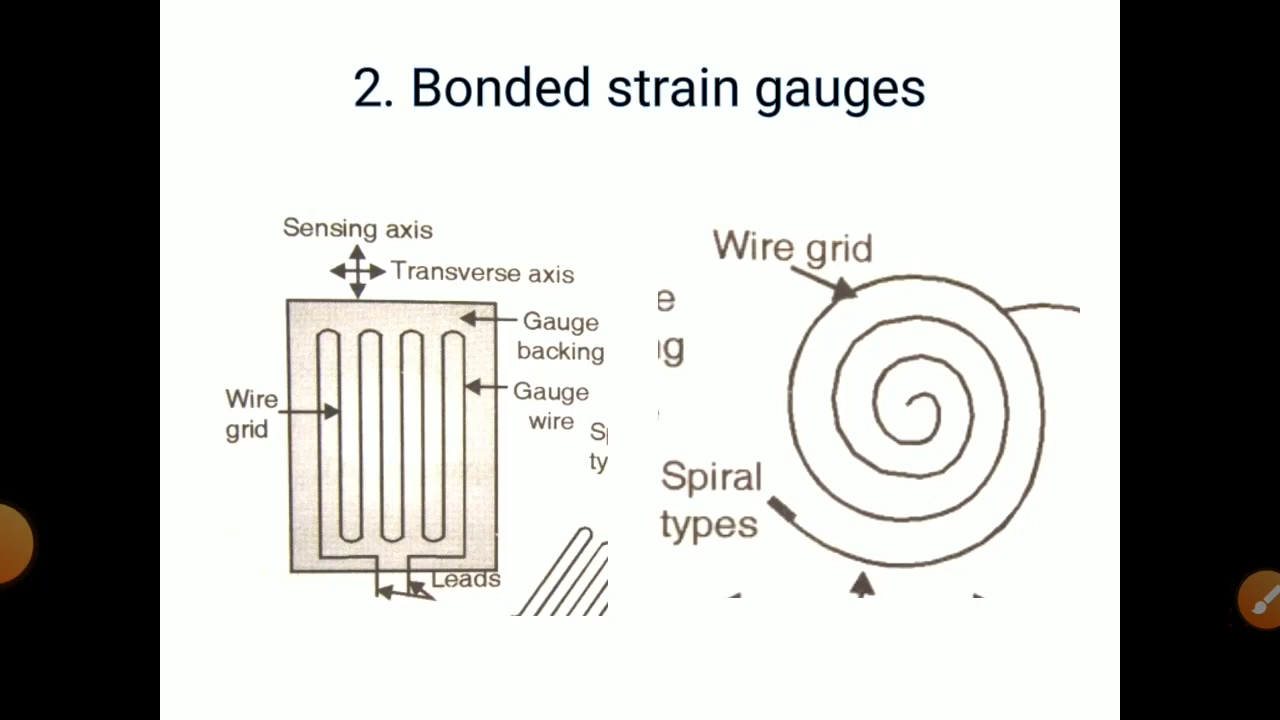 2. Bonded strain gauges
Sensing axis
Transverse axis
Gauge
backing
Gauge
wire
Wire
grid
Leads
Wire grid
Spiral
types